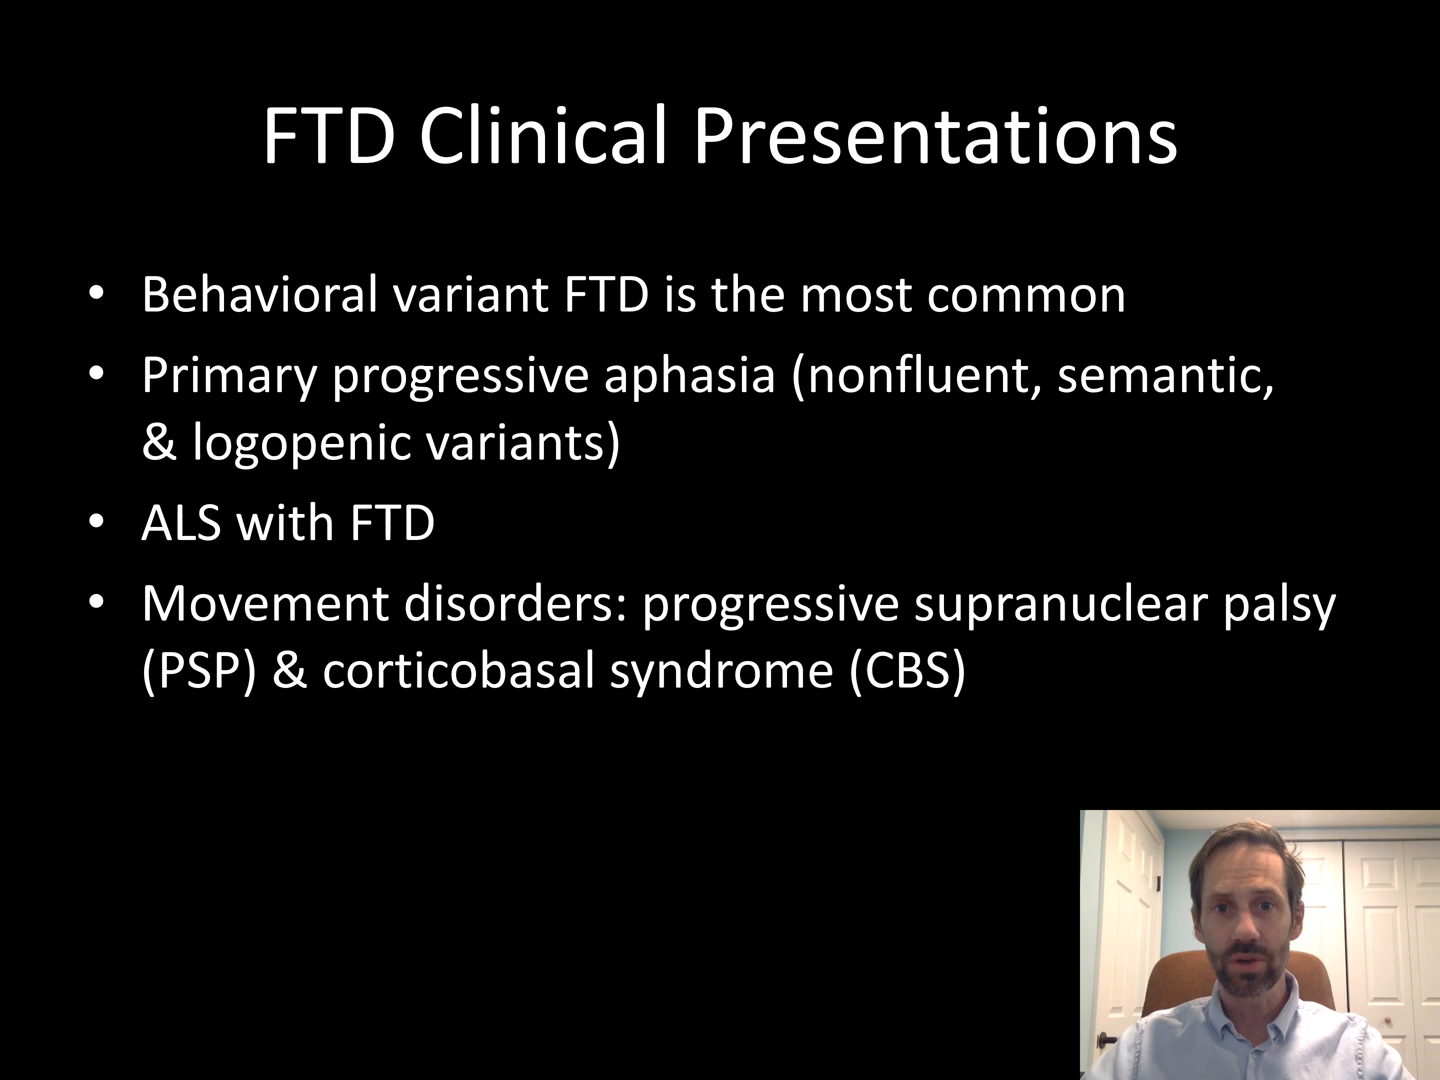 FTD Clinical Presentations
• Behavioral variant FTD is the most common
• Primary progressive aphasia (nonfluent, semantic,
& logopenic variants)
• ALS with FTD
• Movement disorders: progressive supranuclear palsy
(PSP) & corticobasal syndrome (CBS)